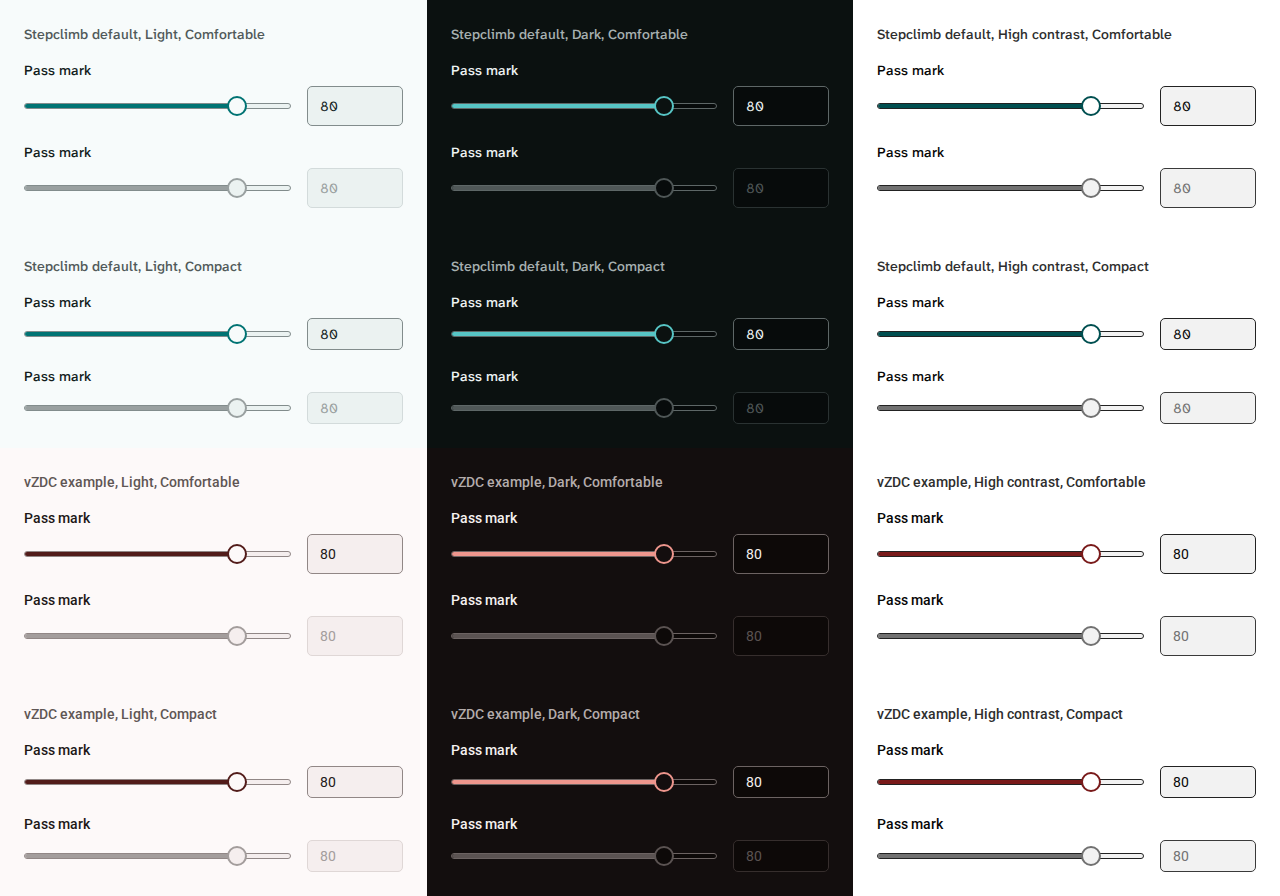 Stepclimb default, Light, Comfortable
Pass mark
80
Pass mark
80
Stepclimb default, Light, Compact
Pass mark
80
Pass mark
80
Stepclimb default, Dark, Comfortable
Pass mark
80
Pass mark
80
Stepclimb default, Dark, Compact
Pass mark
80
Pass mark
80
Stepclimb default, High contrast, Comfortable
Pass mark
80
Pass mark
80
Stepclimb default, High contrast, Compact
Pass mark
80
Pass mark
80
vZDC example, Light, Comfortable
Pass mark
80
Pass mark
80
vZDC example, Light, Compact
Pass mark
80
Pass mark
80
vZDC example, Dark, Comfortable
Pass mark
80
Pass mark
80
vZDC example, Dark, Compact
Pass mark
80
Pass mark
80
vZDC example, High contrast, Comfortable
Pass mark
80
Pass mark
80
vZDC example, High contrast, Compact
Pass mark
80
Pass mark
80